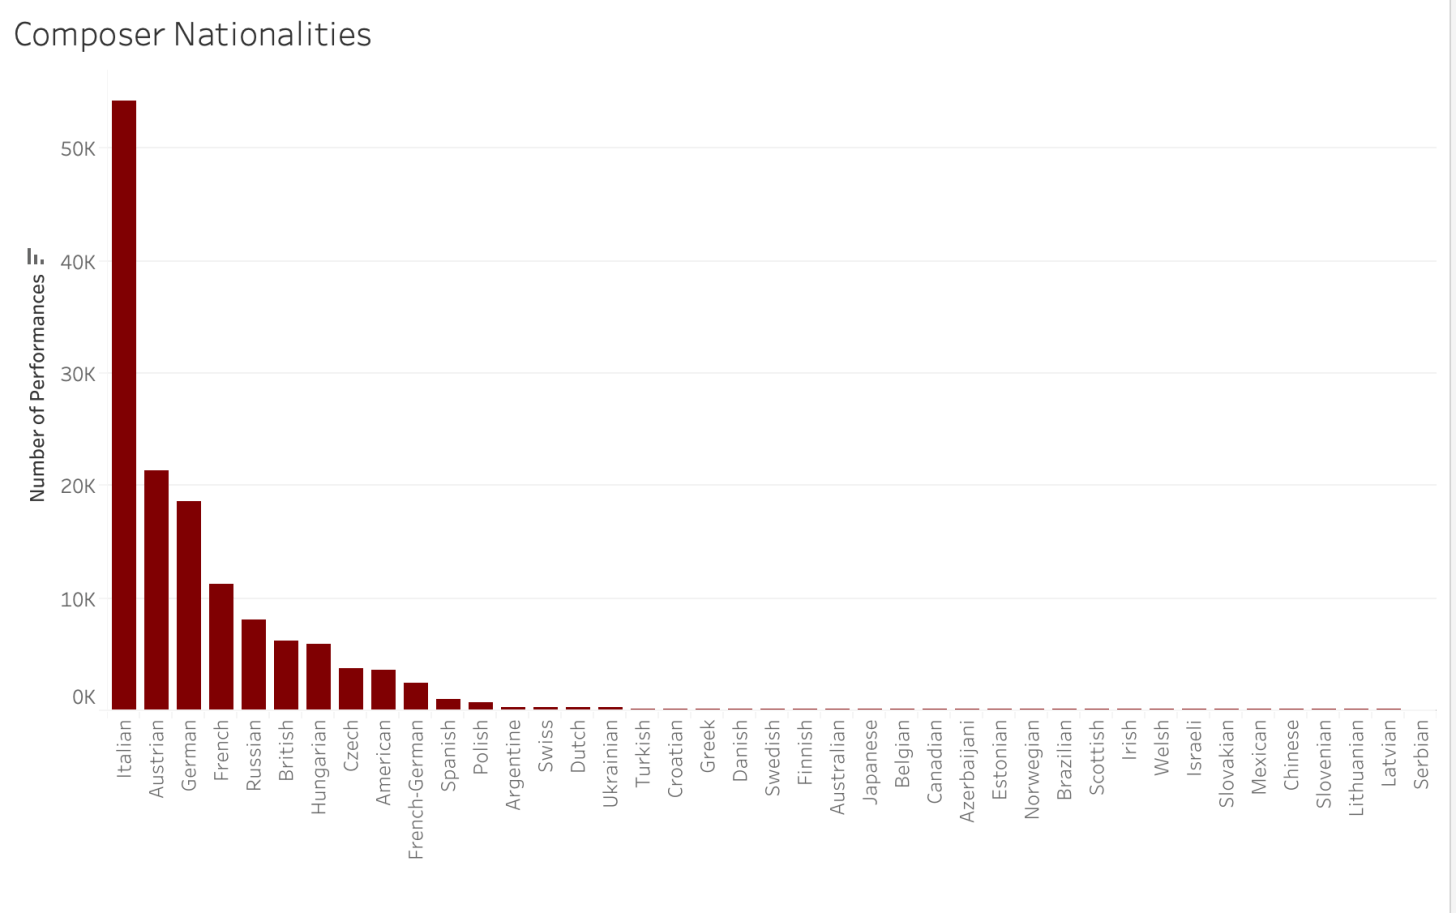 Composer Nationalities
Number of Performances
50K
40K
30K
20K
10K
0K
Italian
Austrian
German
French
Russian
British
Hungarian
Czech
American
French-German
Spanish
Polish
Argentine
Swiss
Dutch
Ukrainian
Turkish
Croatian
Greek
Danish
Swedish
Finnish
Australian
Japanese
Belgian
Canadian
Azerbaijani
Estonian
Norwegian
Brazilian
Scottish
Irish
Welsh
Israeli
Slovakian
Mexican
Chinese
Slovenian
Lithuanian
Latvian
Serbian